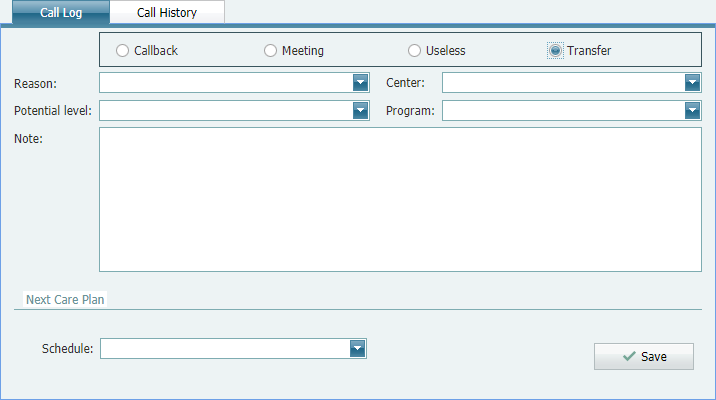 Call Log
Call History
Callback Meeting Useless Transfer
Reason: Center:
Potential level: Program:
Note:
Next Care Plan
Schedule:
Save